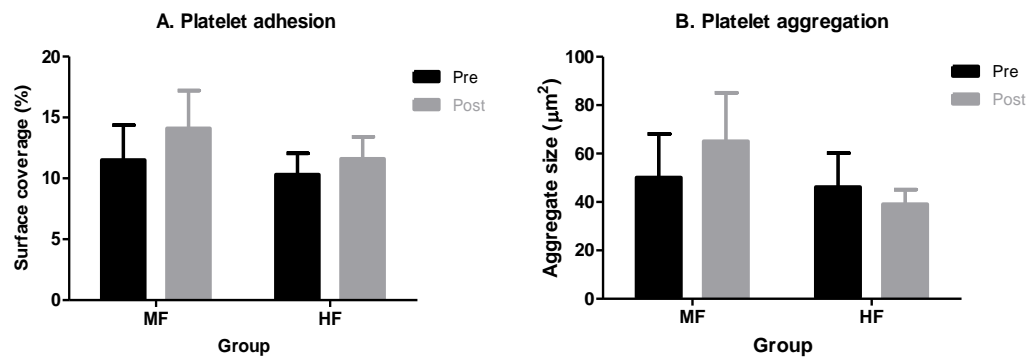 A. Platelet adhesion
20
15
10
5
0
Surface coverage (%)
MF
HF
Group
Pre
Post
B. Platelet aggregation
100
80
60
40
20
0
Aggregate size (μm²)
MF
HF
Group
Pre
Post